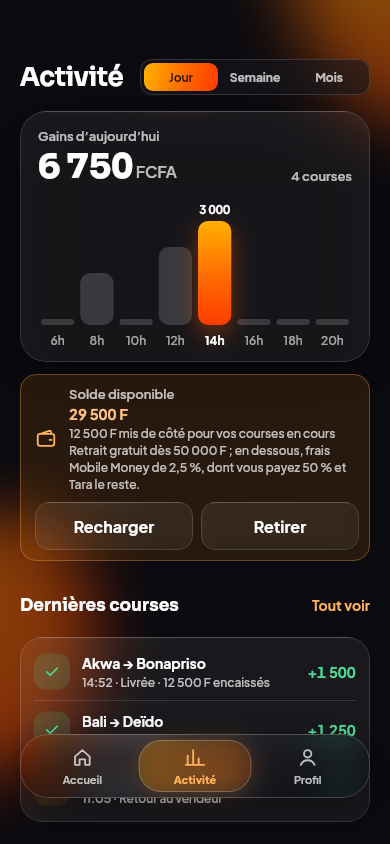 Activité
Jour
Semaine
Mois
Gains d’aujourd’hui
6 750 FCFA
4 courses
3 000
6h
8h
10h
12h
14h
16h
18h
20h
Solde disponible
29 500 F
12 500 F mis de côté pour vos courses en cours
Retrait gratuit dès 50 000 F ; en dessous, frais
Mobile Money de 2,5 %, dont vous payez 50 % et
Tara le reste.
Recharger
Retirer
Dernières courses
Tout voir
Akwa → Bonapriso
14:52 · Livrée · 12 500 F encaissés
+1 500
Bali → Deïdo
+1 250
Accueil
Activité
Profil
11:05 · Retour au vendeur